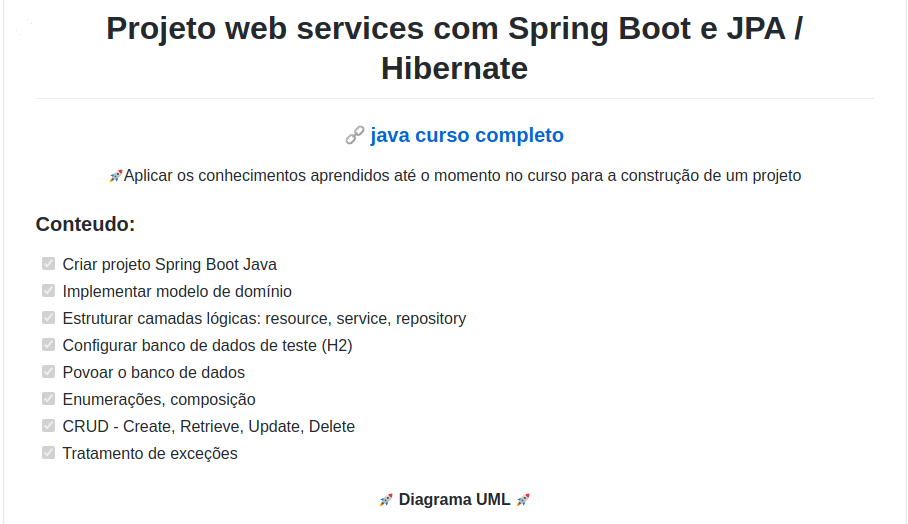 Projeto web services com Spring Boot e JPA /
Hibernate
🔗 java curso completo
🚀Aplicar os conhecimentos aprendidos até o momento no curso para a construção de um projeto
Conteudo:
Criar projeto Spring Boot Java
Implementar modelo de domínio
Estruturar camadas lógicas: resource, service, repository
Configurar banco de dados de teste (H2)
Povoar o banco de dados
Enumerações, composição
CRUD - Create, Retrieve, Update, Delete
Tratamento de exceções
🚀 Diagrama UML 🚀